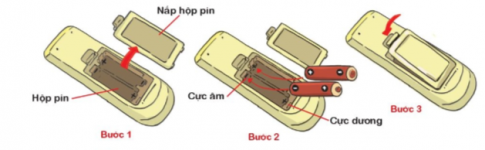 Nắp hộp pin
Hộp pin
Bước 1
Cực âm
Cực dương
Bước 2
Bước 3